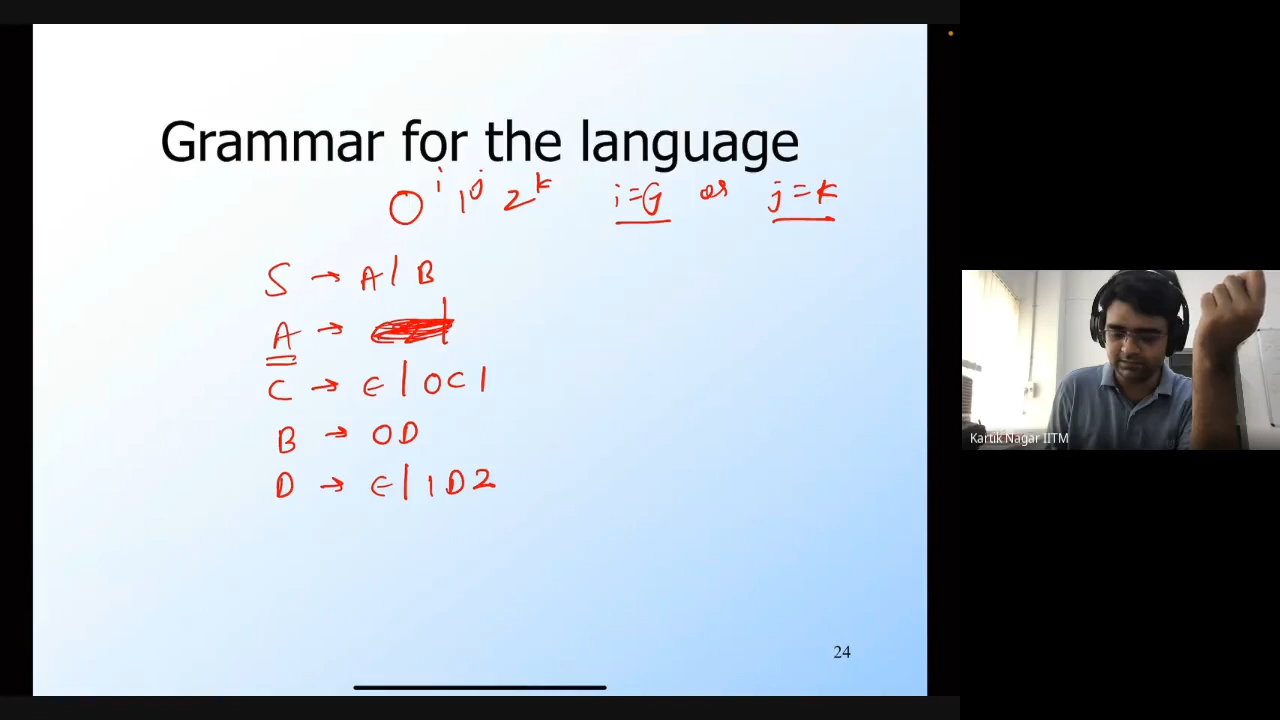 Grammar for the language
0^i 1^j 2^k i=j or j=k
S → A | B
A →
C → ϵ | 0C1
B → 0D
D → ϵ | 1D2
24
Kartik Nagar IITM